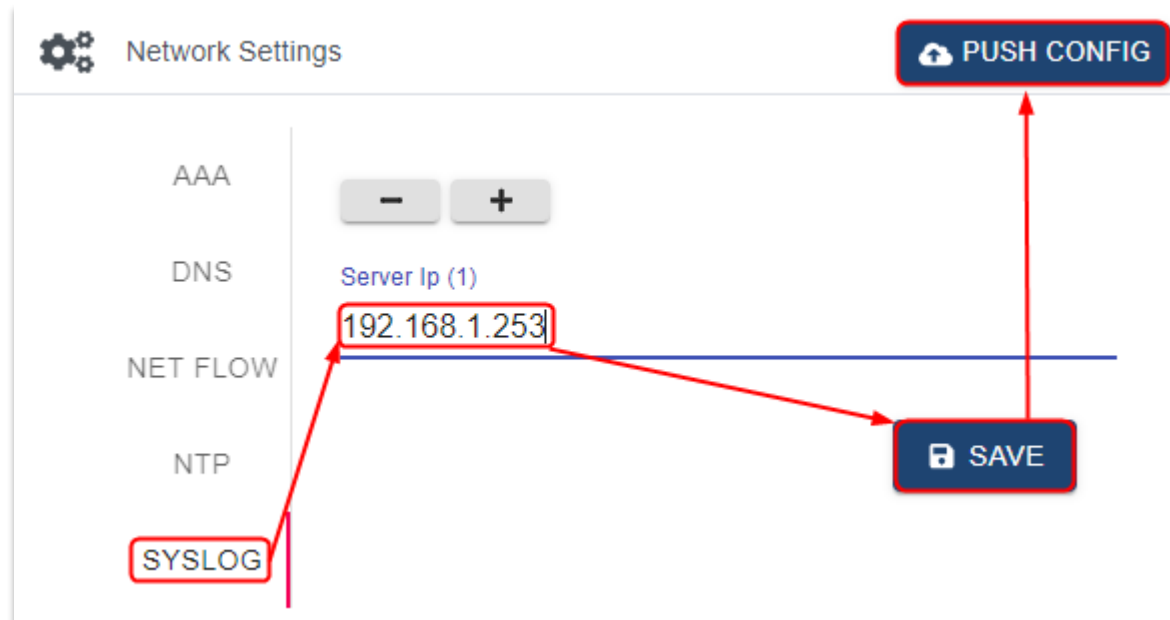 Network Settings
PUSH CONFIG
AAA
DNS
NET FLOW
NTP
SYSLOG
− +
Server Ip (1)
192.168.1.253
SAVE